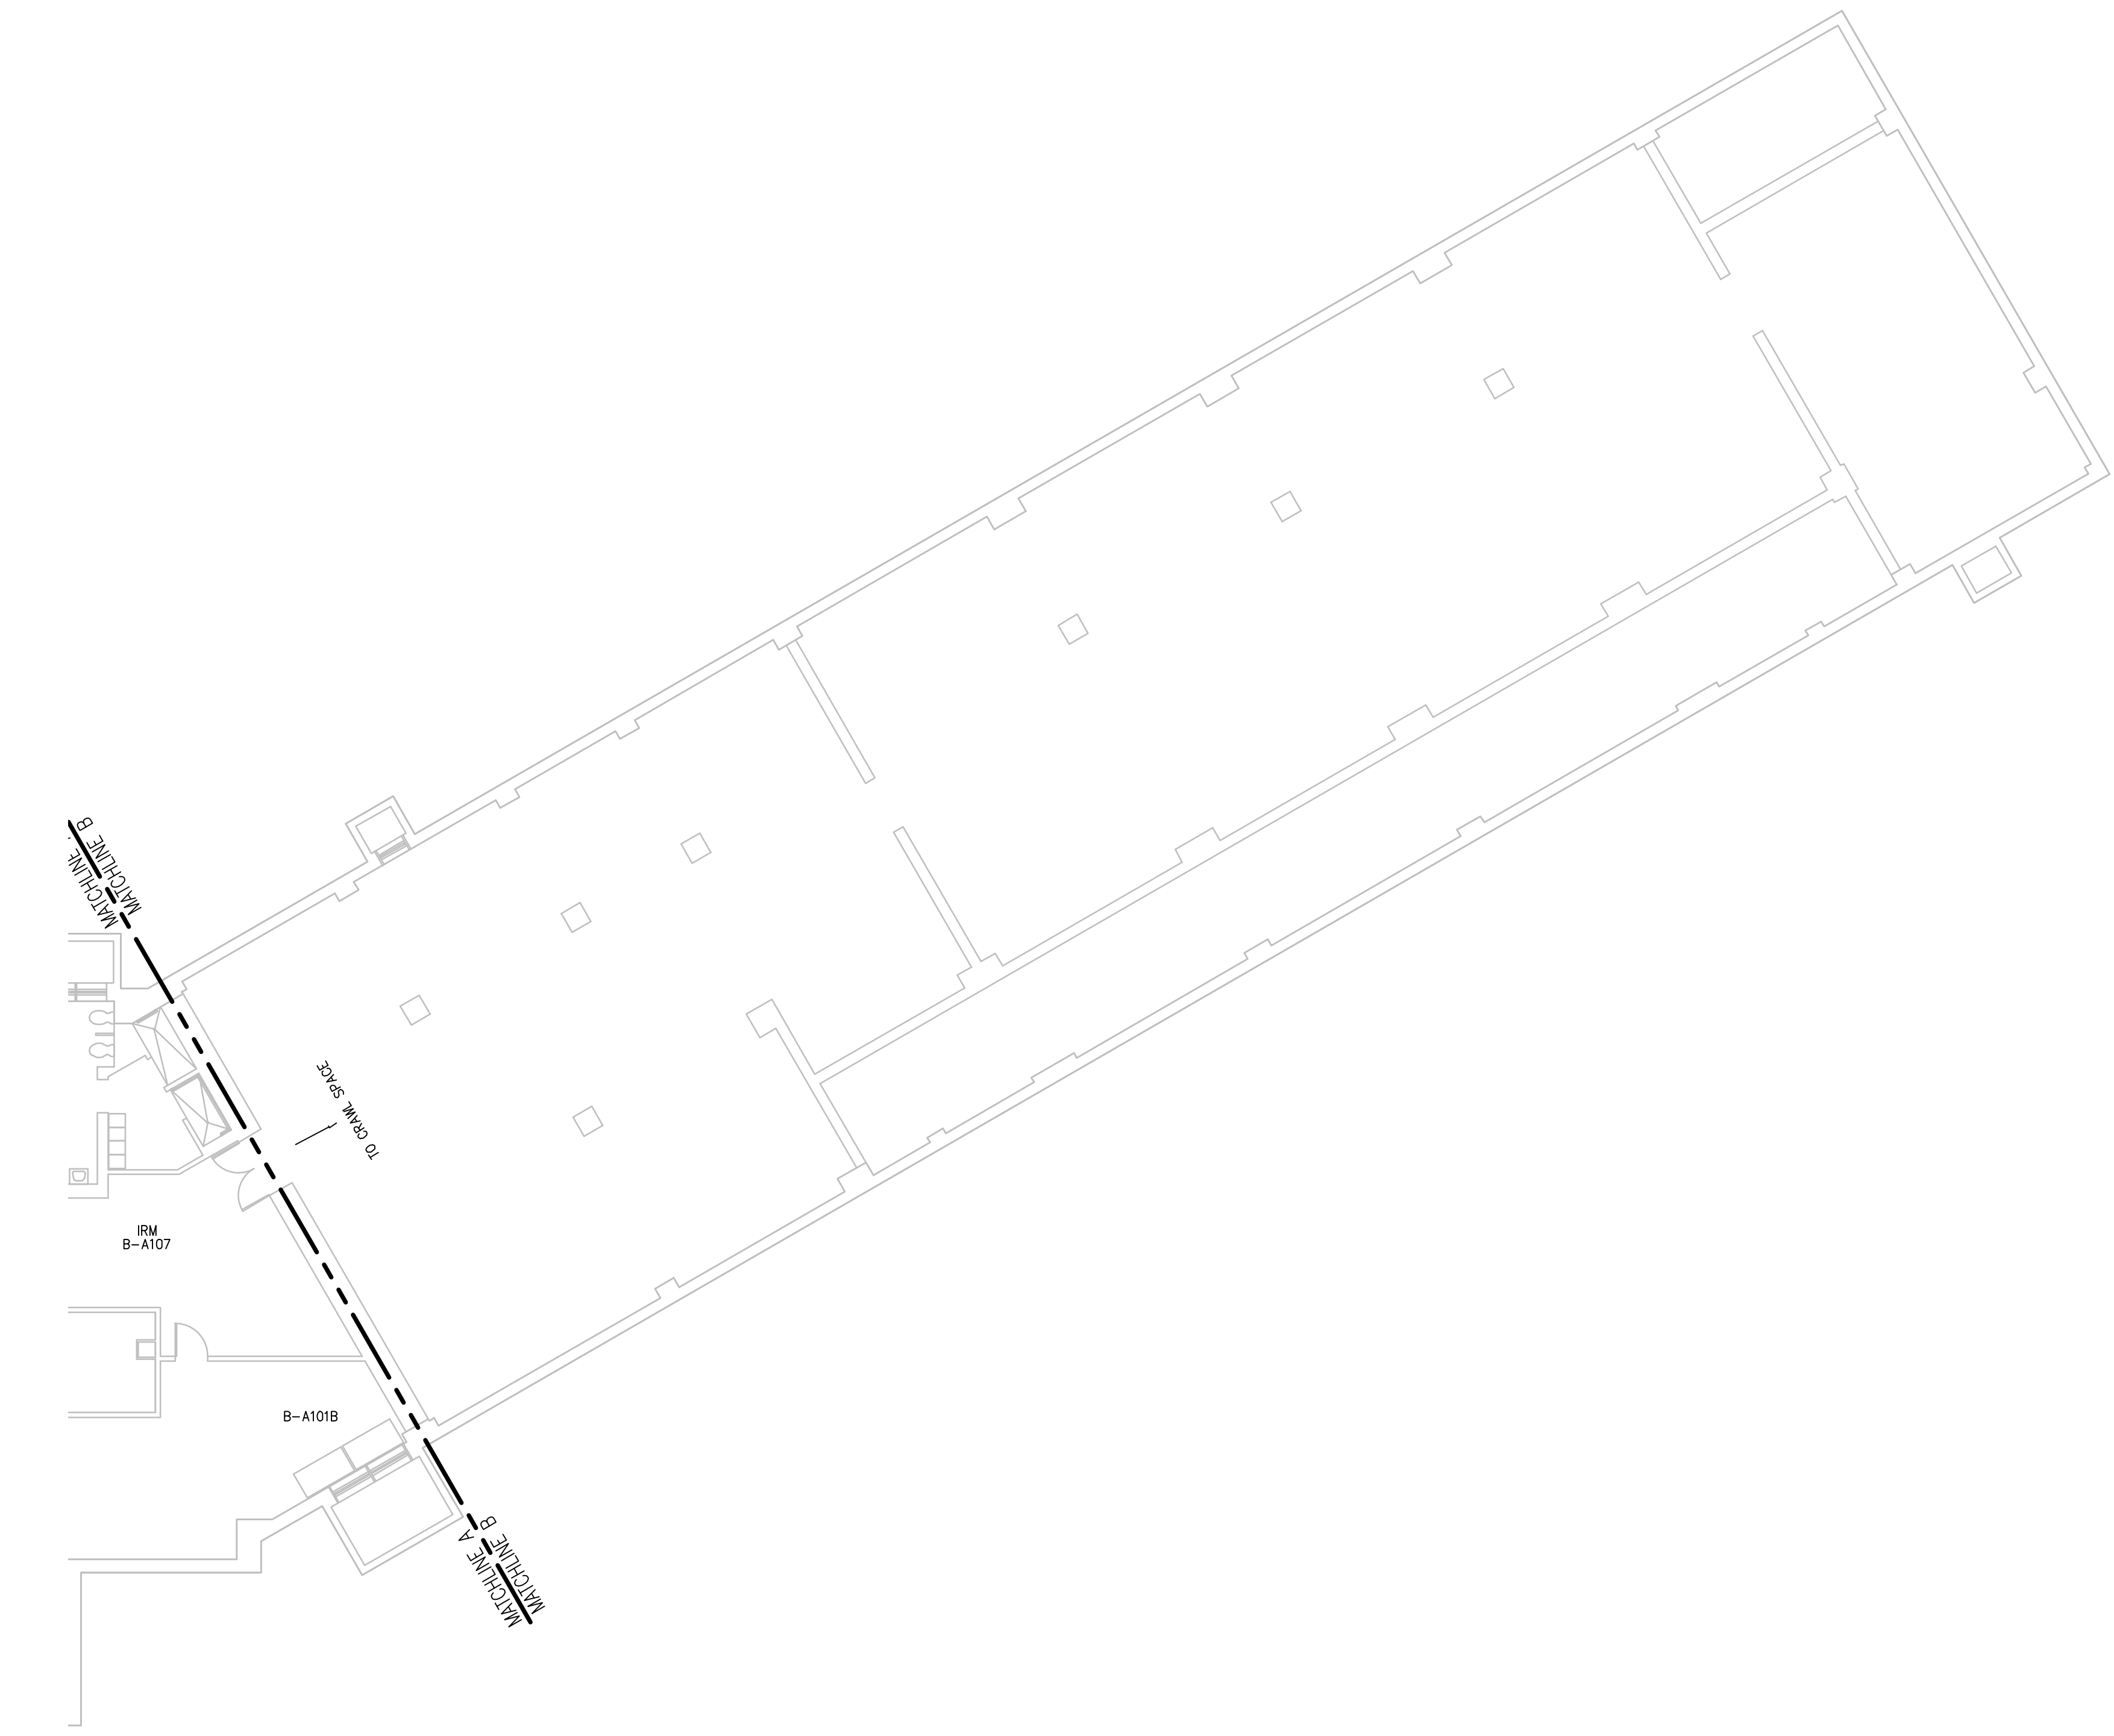 MATCHLINE B
MATCHLINE
TO CRAWL SPACE
IRM
B-A107
B-A101B
MATCHLINE A
MATCHLINE B